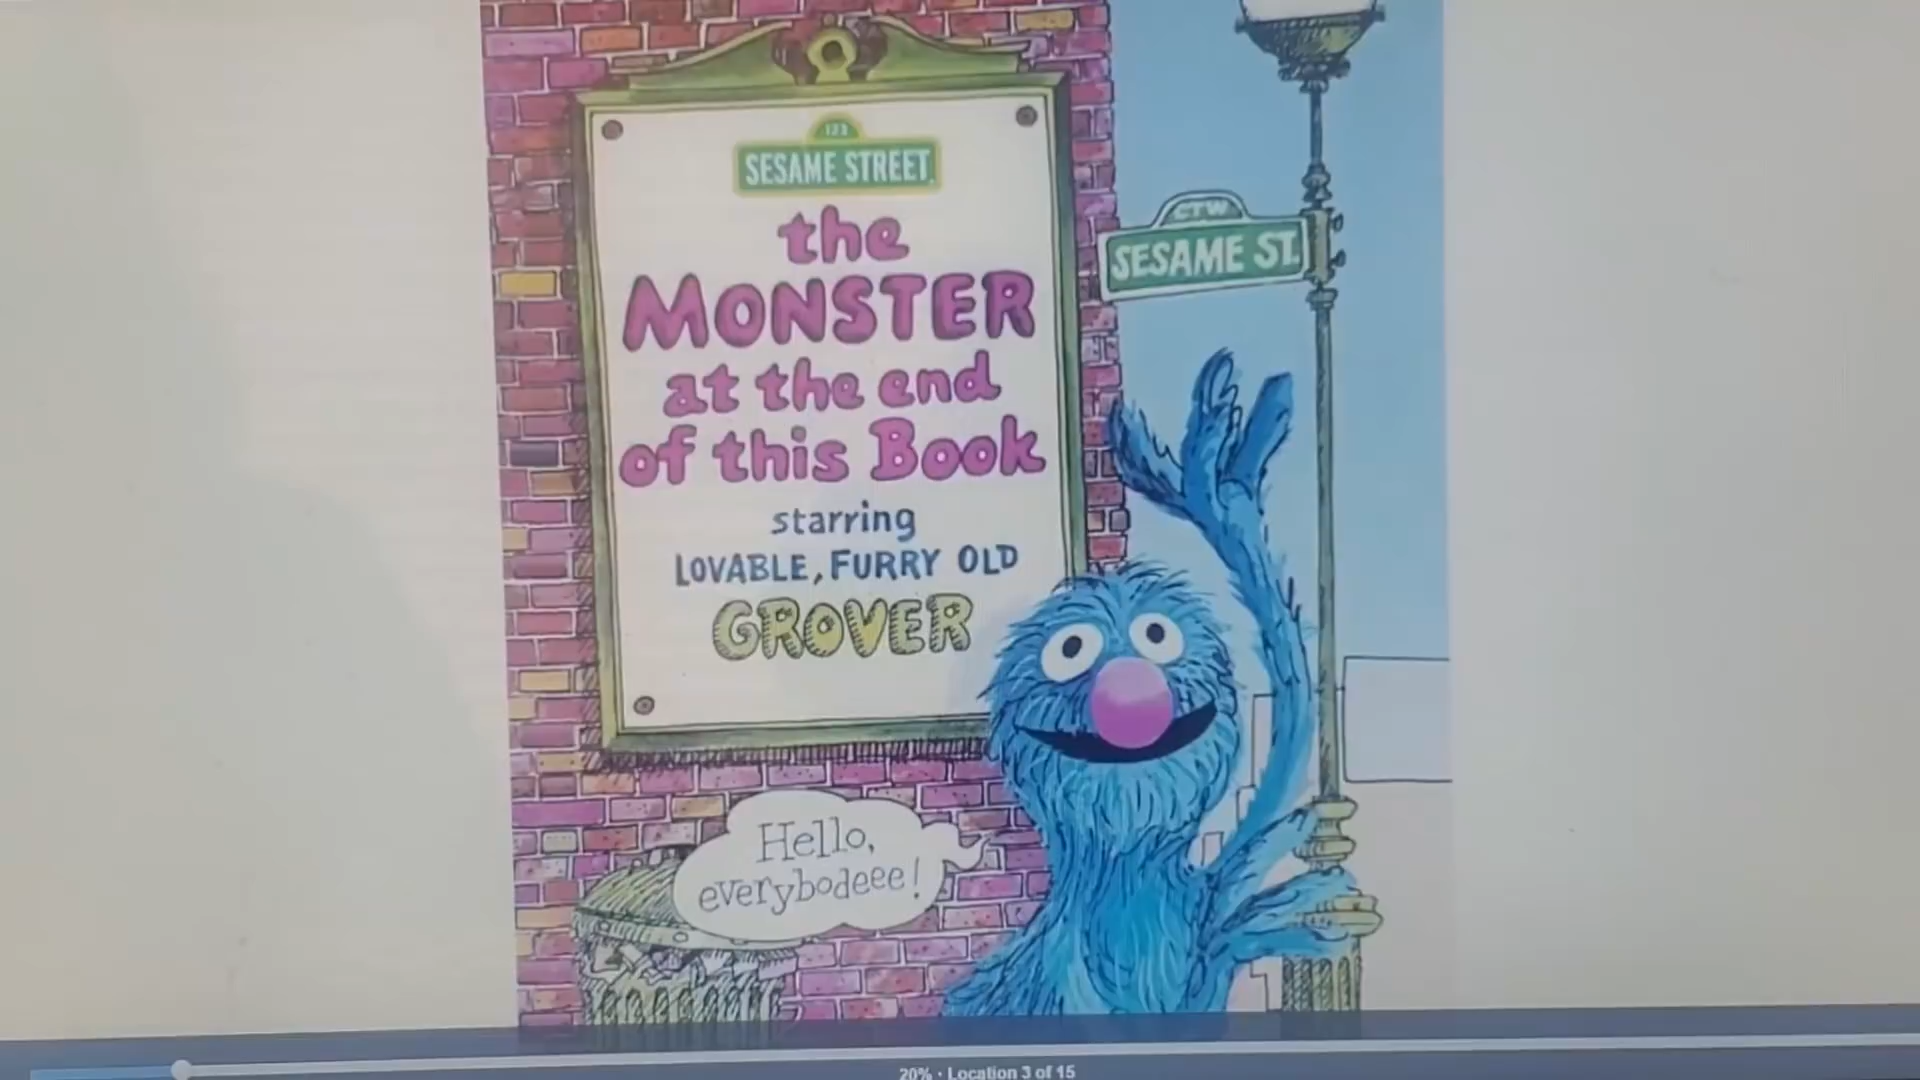 123
SESAME STREET
the
MONSTER
at the end
of this Book
starring
LOVABLE, FURRY OLD
GROVER
CTW
SESAME ST.
Hello,
everybodeee!
20% · Location 3 of 15